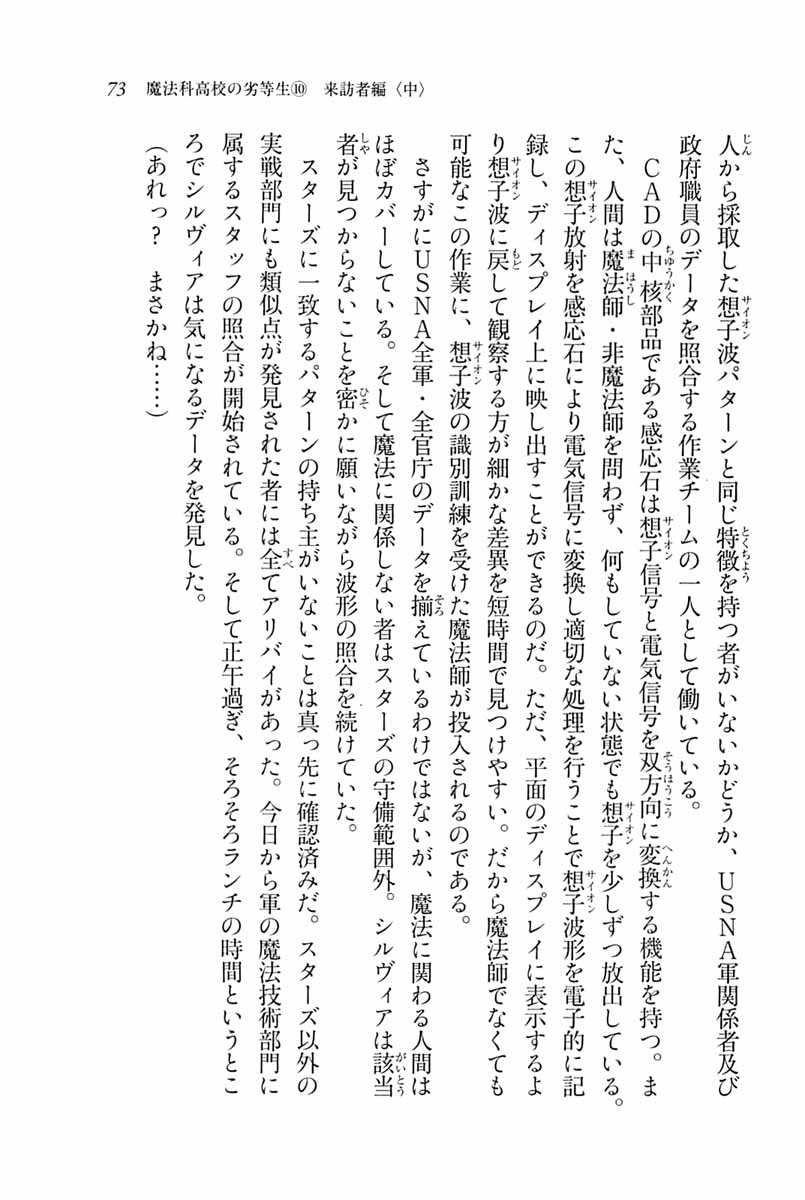 73　魔法科高校の劣等生⑩　来訪者編〈中〉
人から採取した想子波パターンと同じ特徴を持つ者がいないかどうか、ＵＳＮＡ軍関係者及び
政府職員のデータを照合する作業チームの一人として働いている。
　ＣＡＤの中核部品である感応石は想子信号と電気信号を双方向に変換する機能を持つ。ま
た、人間は魔法師・非魔法師を問わず、何もしていない状態でも想子を少しずつ放出している。
この想子放射を感応石により電気信号に変換し適切な処理を行うことで想子波形を電子的に記
録し、ディスプレイ上に映し出すことができるのだ。ただ、平面のディスプレイに表示するよ
り想子波に戻して観察する方が細かな差異を短時間で見つけやすい。だから魔法師でなくても
可能なこの作業に、想子波の識別訓練を受けた魔法師が投入されるのである。
　さすがにＵＳＮＡ全軍・全官庁のデータを揃えているわけではないが、魔法に関わる人間は
ほぼカバーしている。そして魔法に関係しない者はスターズの守備範囲外。シルヴィアは該当
者が見つからないことを密かに願いながら波形の照合を続けていた。
　スターズに一致するパターンの持ち主がいないことは真っ先に確認済みだ。スターズ以外の
実戦部門にも類似点が発見された者には全てアリバイがあった。今日から軍の魔法技術部門に
属するスタッフの照合が開始されている。そして正午過ぎ、そろそろランチの時間というとこ
ろでシルヴィアは気になるデータを発見した。
（あれっ？　まさかね……）